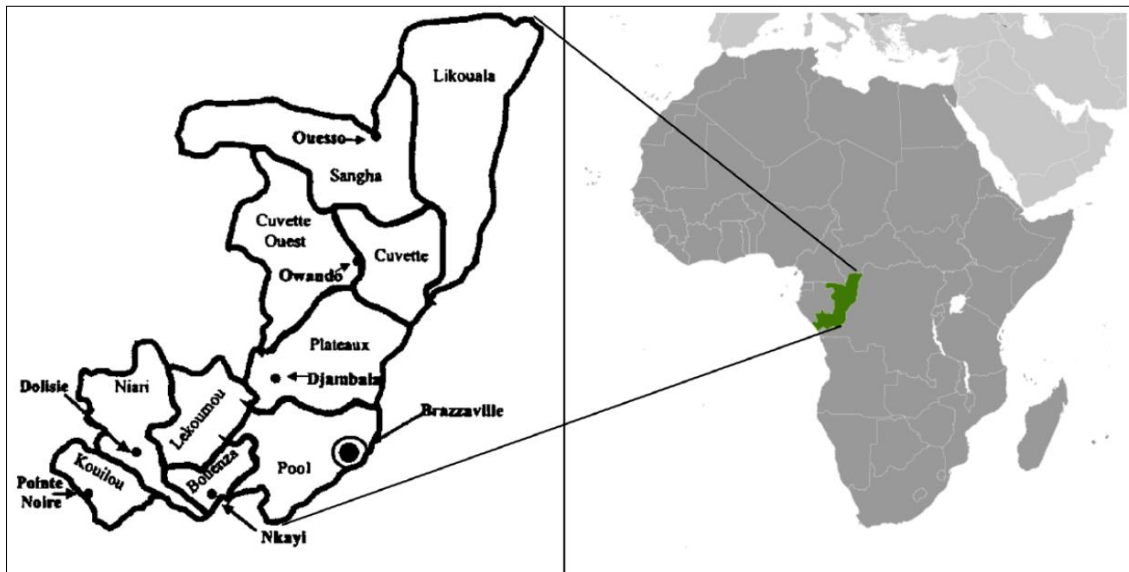 Likouala
Ouesso
Sangha
Cuvette
Ouest
Cuvette
Owando
Plateaux
Djambala
Niari
Dolisie
Brazzaville
Lekoumou
Kouilou
Bouenza
Pool
Pointe
Noire
Nkayi